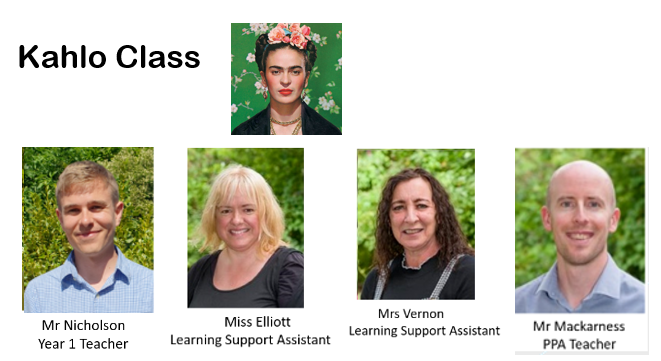 Kahlo Class
Mr Nicholson
Year 1 Teacher
Miss Elliott
Learning Support Assistant
Mrs Vernon
Learning Support Assistant
Mr Mackarness
PPA Teacher